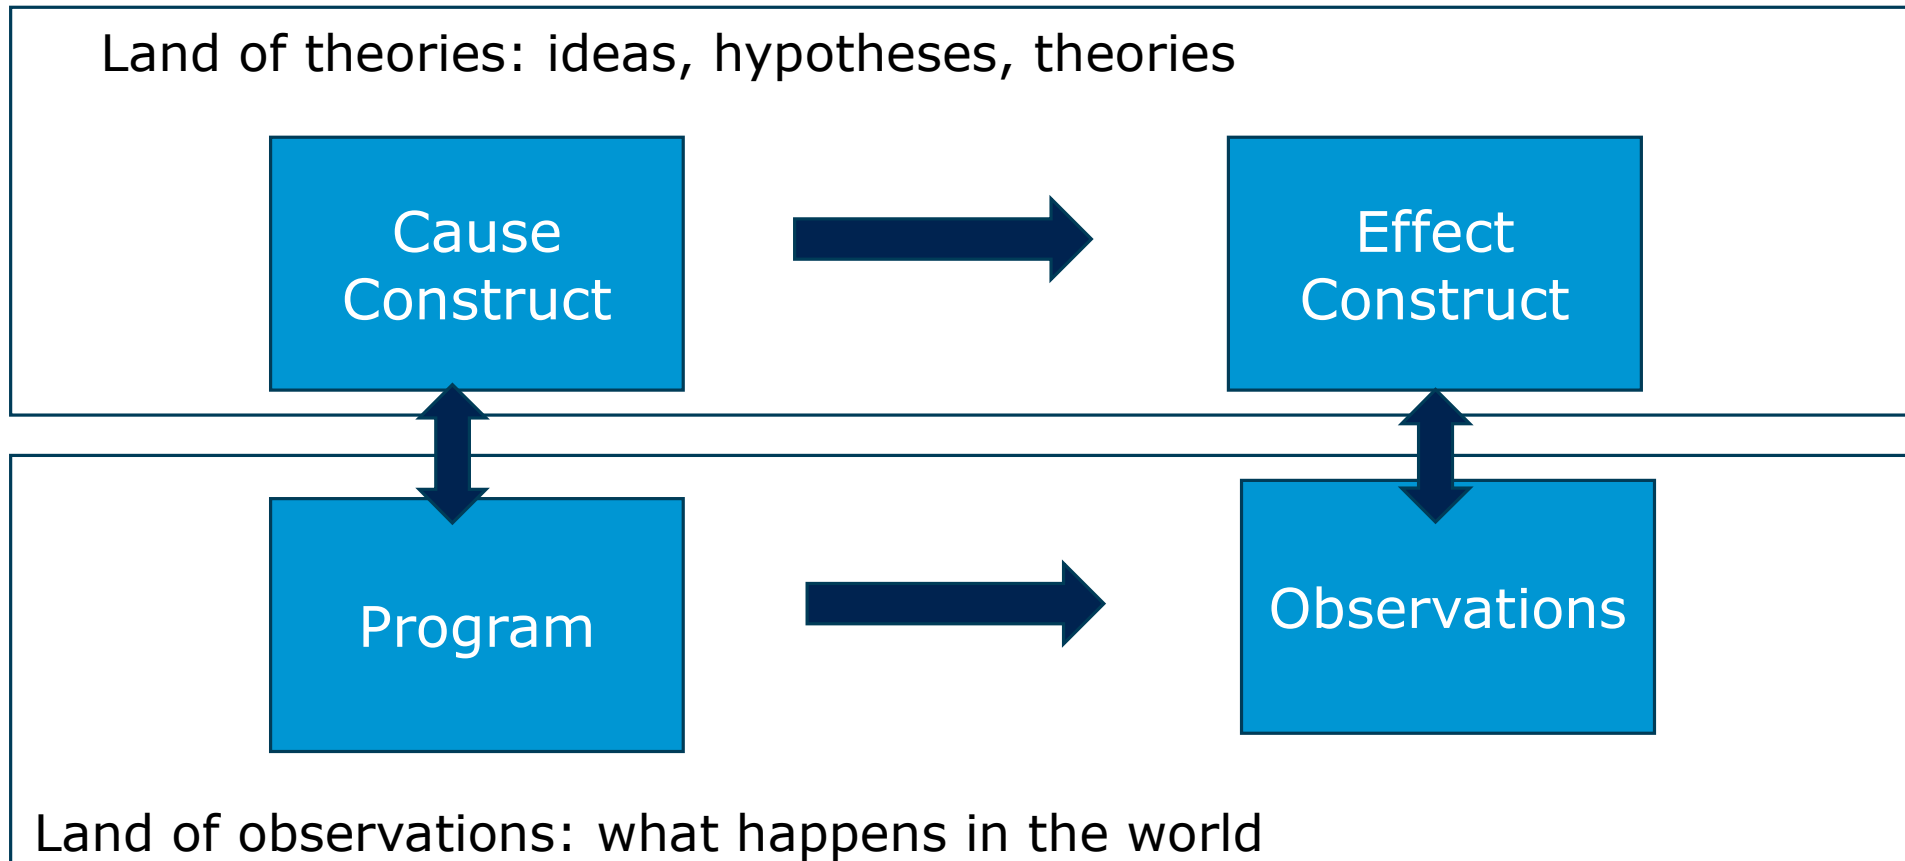 Land of theories: ideas, hypotheses, theories
Cause
Construct
Effect
Construct
Program
Observations
Land of observations: what happens in the world